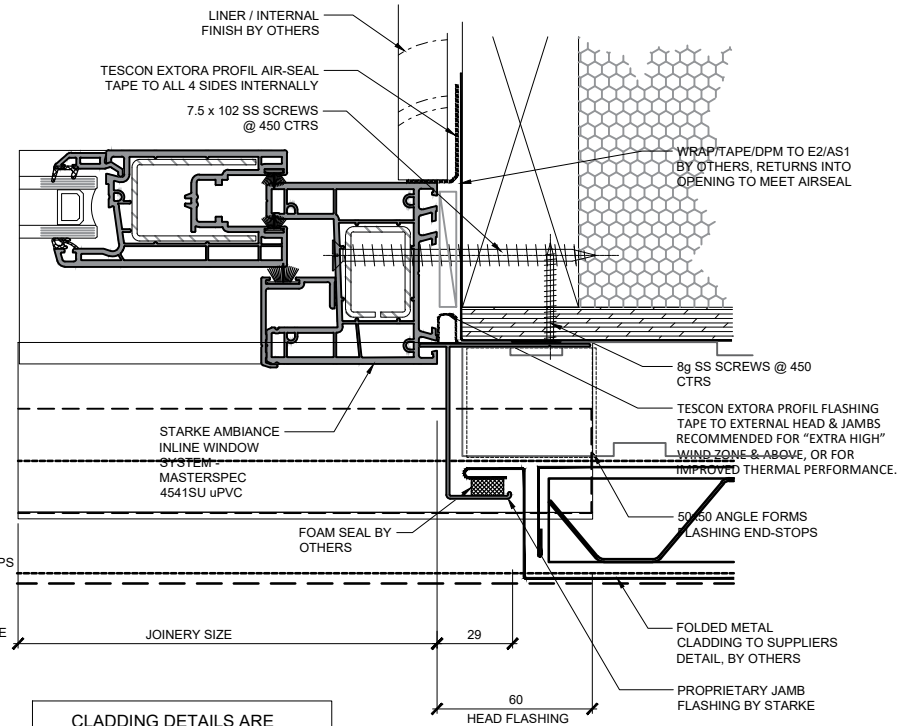 LINER / INTERNAL
FINISH BY OTHERS
TESCON EXTORA PROFIL AIR-SEAL
TAPE TO ALL 4 SIDES INTERNALLY
7.5 x 102 SS SCREWS
@ 450 CTRS
WRAP/TAPE/DPM TO E2/AS1
BY OTHERS, RETURNS INTO
OPENING TO MEET AIRSEAL
8g SS SCREWS @ 450
CTRS
TESCON EXTORA PROFIL FLASHING
TAPE TO EXTERNAL HEAD & JAMBS
RECOMMENDED FOR "EXTRA HIGH"
WIND ZONE & ABOVE, OR FOR
IMPROVED THERMAL PERFORMANCE.
STARKE AMBIANCE
INLINE WINDOW
SYSTEM -
MASTERSPEC
4541SU uPVC
FOAM SEAL BY
OTHERS
50x50 ANGLE FORMS
FLASHING END-STOPS
PS
E
JOINERY SIZE
29
FOLDED METAL
CLADDING TO SUPPLIERS
DETAIL, BY OTHERS
PROPRIETARY JAMB
FLASHING BY STARKE
60
HEAD FLASHING
CLADDING DETAILS ARE